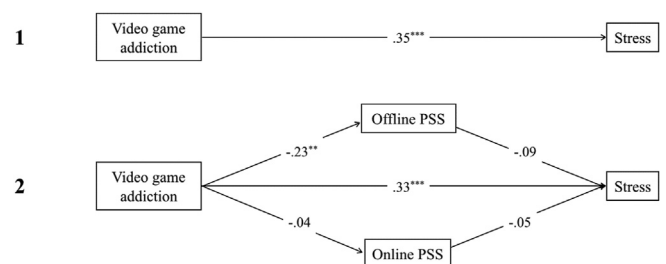 1
Video game
addiction
.35***
Stress
Offline PSS
-.23**
-.09
2
Video game
addiction
.33***
Stress
-.04
-.05
Online PSS